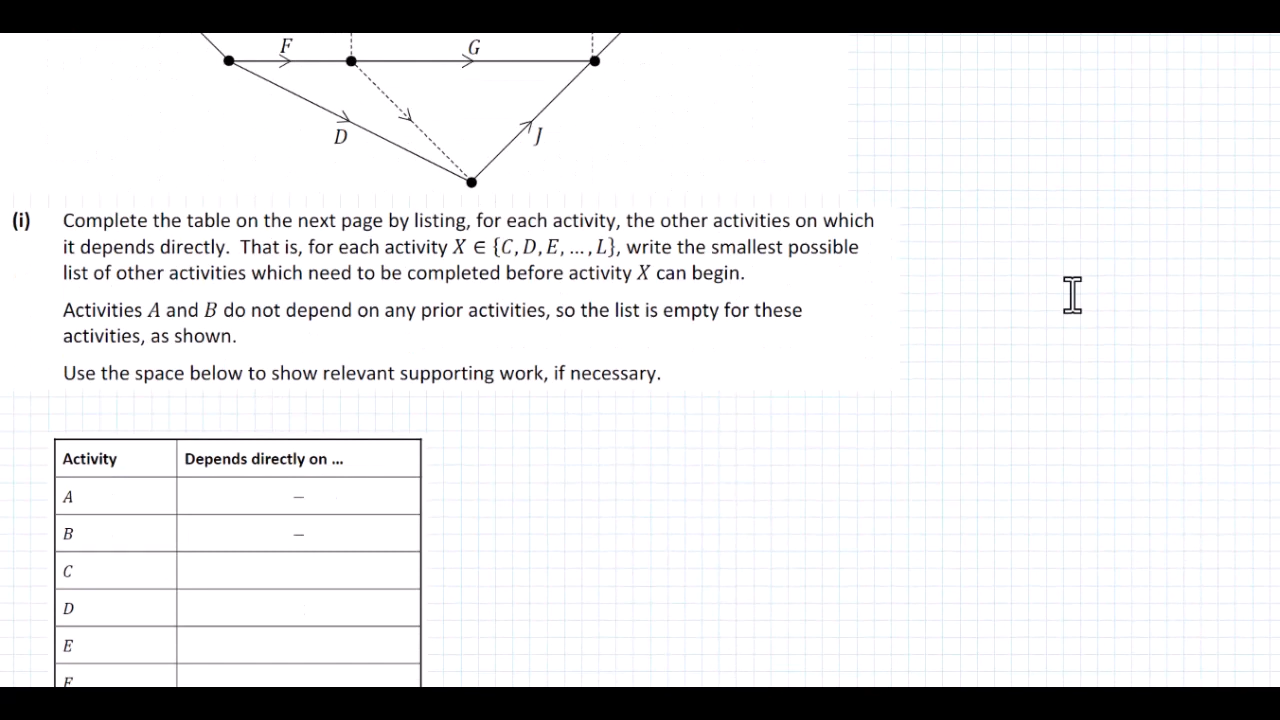 F
G
D
J
(i) Complete the table on the next page by listing, for each activity, the other activities on which
it depends directly. That is, for each activity X ∈ {C, D, E, … , L}, write the smallest possible
list of other activities which need to be completed before activity X can begin.
Activities A and B do not depend on any prior activities, so the list is empty for these
activities, as shown.
Use the space below to show relevant supporting work, if necessary.
Activity Depends directly on ...
A –
B –
C
D
E
F